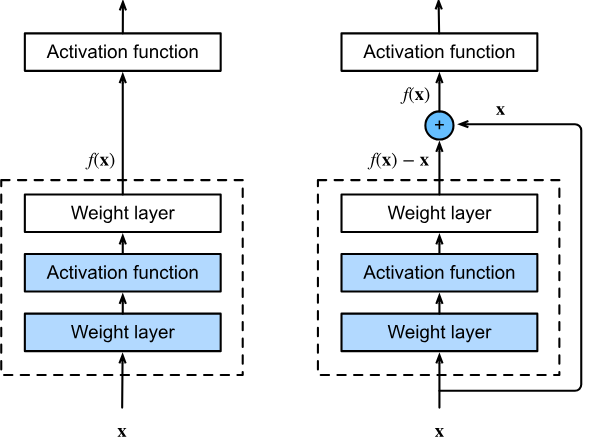 Activation function
f(x)
Weight layer
Activation function
Weight layer
x
Activation function
f(x)
x
+
f(x) − x
Weight layer
Activation function
Weight layer
x